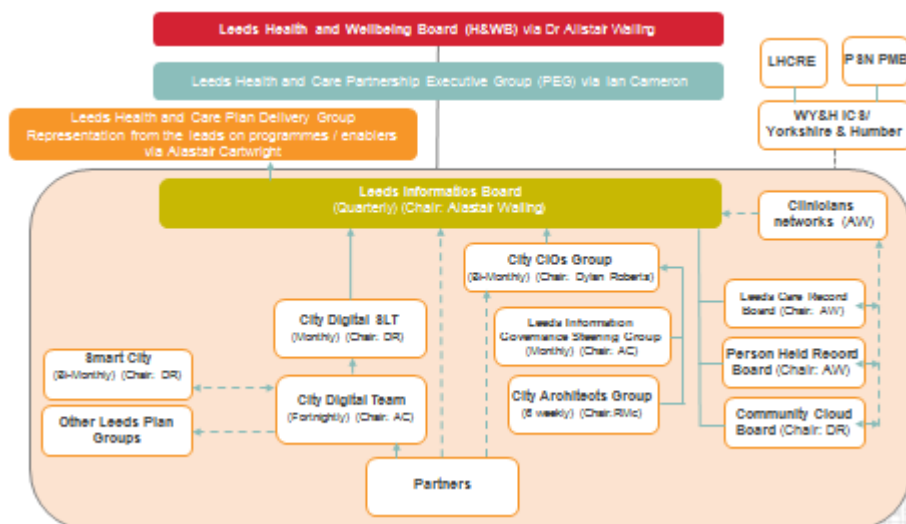 Leeds Health and Wellbeing Board (H&WB) via Dr Alistair Walling
Leeds Health and Care Partnership Executive Group (PEG) via Ian Cameron
Leeds Health and Care Plan Delivery Group
Representation from the leads on programmes / enablers
via Alastair Cartwright
LHCRE
PSN PMB
WY&H ICS/
Yorkshire & Humber
Leeds Informatics Board
(Quarterly) (Chair: Alastair Walling)
Clinicians
networks (AW)
City CIOs Group
(Bi-Monthly) (Chair: Dylan Roberts)
Leeds Care Record
Board (Chair: AW)
City Digital SLT
(Monthly) (Chair: DR)
Leeds Information
Governance Steering Group
(Monthly) (Chair: AC)
Person Held Record
Board (Chair: AW)
Smart City
(Bi-Monthly) (Chair: DR)
City Digital Team
(Fortnightly) (Chair: AC)
City Architects Group
(6 weekly) (Chair:RMc)
Community Cloud
Board (Chair: DR)
Other Leeds Plan
Groups
Partners